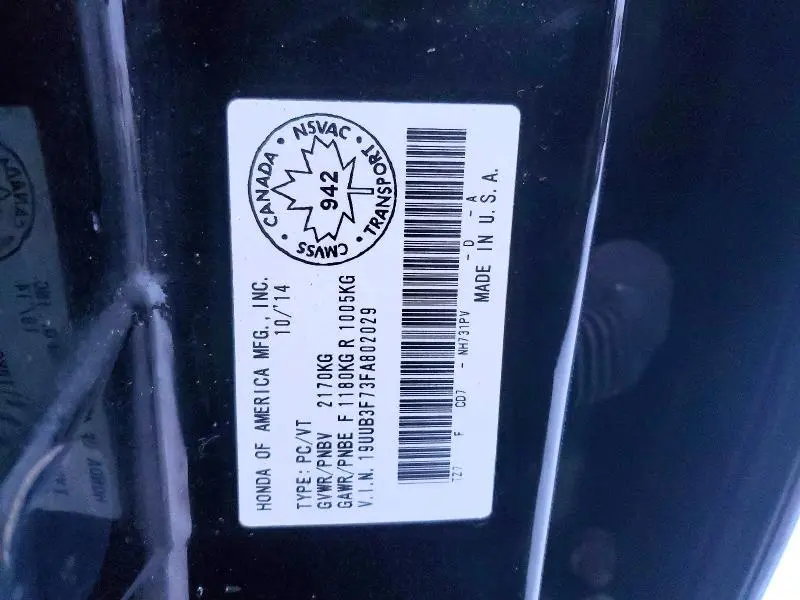 HONDA OF AMERICA MFG., INC.
10/'14
TYPE: PC/VT
GVWR/PNBV 2170KG
GAWR/PNBE F 1180KG R 1005KG
V.I.N. 19UUB3F73FA802029
CANADA • NSVAC • TRANSPORT • CMVSS •
942
TZ7 F CD7 - NH731PV - D - A
MADE IN U.S.A.